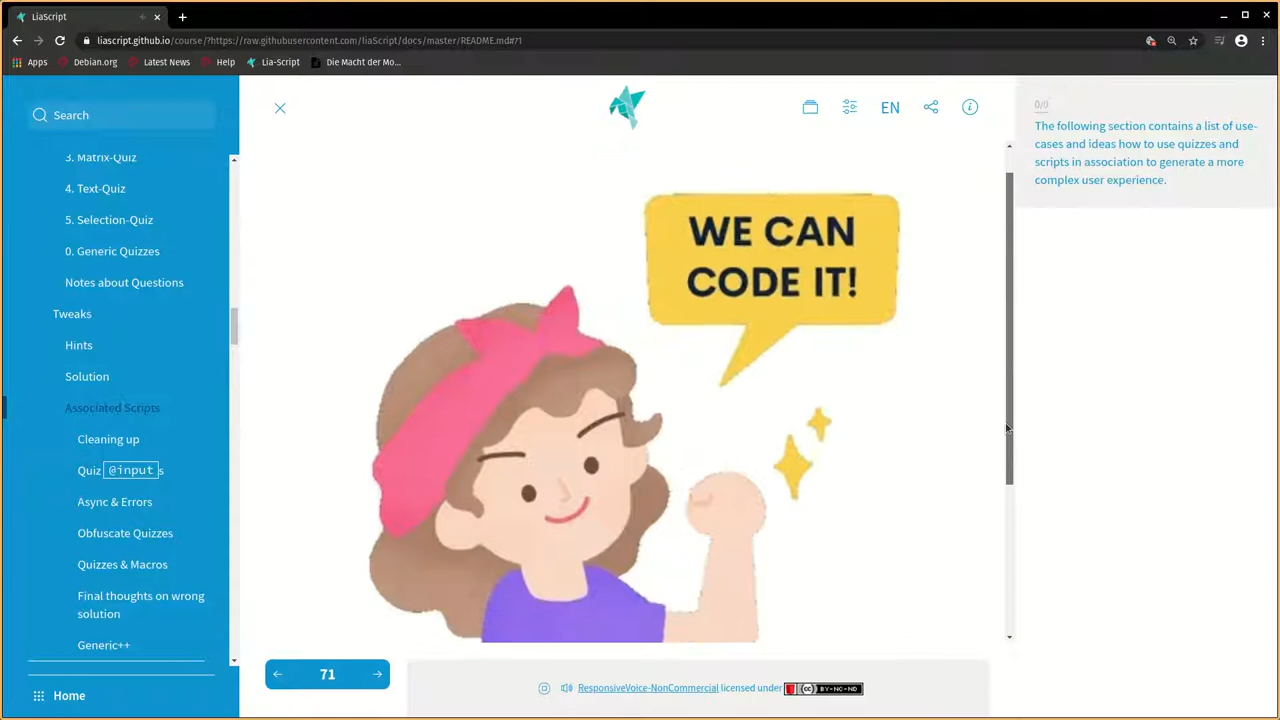 LiaScript
liascript.github.io/course/?https://raw.githubusercontent.com/liaScript/docs/master/README.md#71
Apps
Debian.org
Latest News
Help
Lia-Script
Die Macht der Mo...
Search
3. Matrix-Quiz
4. Text-Quiz
5. Selection-Quiz
0. Generic Quizzes
Notes about Questions
Tweaks
Hints
Solution
Associated Scripts
Cleaning up
Quiz @input s
Async & Errors
Obfuscate Quizzes
Quizzes & Macros
Final thoughts on wrong
solution
Generic++
Home
EN
WE CAN
CODE IT!
71
ResponsiveVoice-NonCommercial licensed under
cc BY-NC-ND
0/0
The following section contains a list of use-
cases and ideas how to use quizzes and
scripts in association to generate a more
complex user experience.